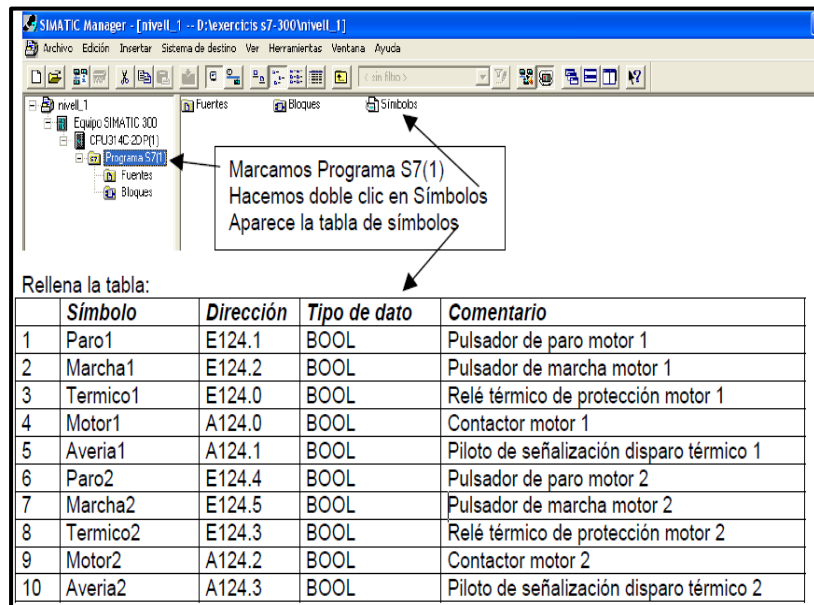 SIMATIC Manager - [nivell_1 -- D:\exercicis s7-300\nivell_1]
Archivo Edición Insertar Sistema de destino Ver Herramientas Ventana Ayuda
< sin filtro >
nivell_1
Equipo SIMATIC 300
CPU314C-2DP(1)
Programa S7(1)
Fuentes
Bloques
Fuentes Bloques Símbolos
Marcamos Programa S7(1)
Hacemos doble clic en Símbolos
Aparece la tabla de símbolos
Rellena la tabla:
Símbolo Dirección Tipo de dato Comentario
1 Paro1 E124.1 BOOL Pulsador de paro motor 1
2 Marcha1 E124.2 BOOL Pulsador de marcha motor 1
3 Termico1 E124.0 BOOL Relé térmico de protección motor 1
4 Motor1 A124.0 BOOL Contactor motor 1
5 Averia1 A124.1 BOOL Piloto de señalización disparo térmico 1
6 Paro2 E124.4 BOOL Pulsador de paro motor 2
7 Marcha2 E124.5 BOOL Pulsador de marcha motor 2
8 Termico2 E124.3 BOOL Relé térmico de protección motor 2
9 Motor2 A124.2 BOOL Contactor motor 2
10 Averia2 A124.3 BOOL Piloto de señalización disparo térmico 2